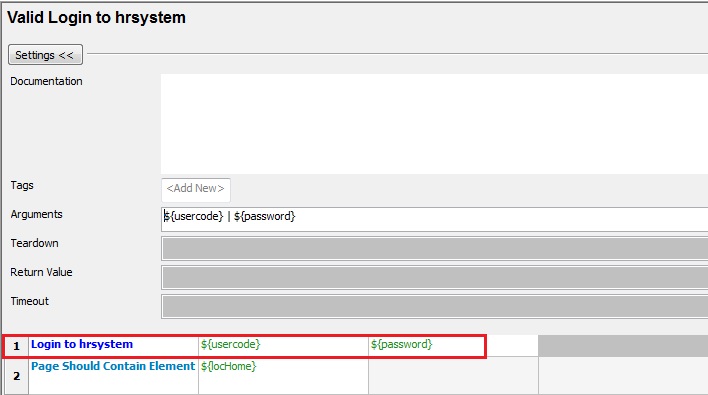 Valid Login to hrsystem
Settings <<
Documentation
Tags
<Add New>
Arguments
${usercode} | ${password}
Teardown
Return Value
Timeout
1 Login to hrsystem ${usercode} ${password}
2 Page Should Contain Element ${locHome}